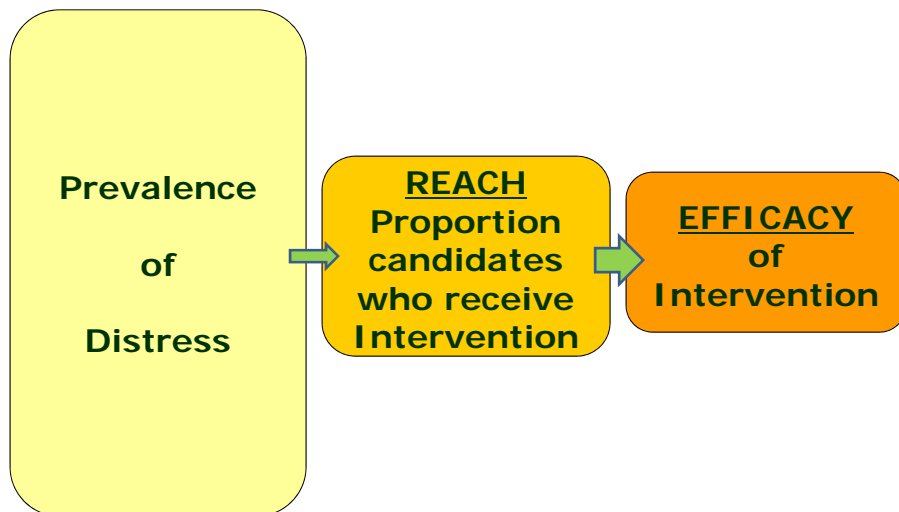 Prevalence
of
Distress
REACH
Proportion
candidates
who receive
Intervention
EFFICACY
of
Intervention